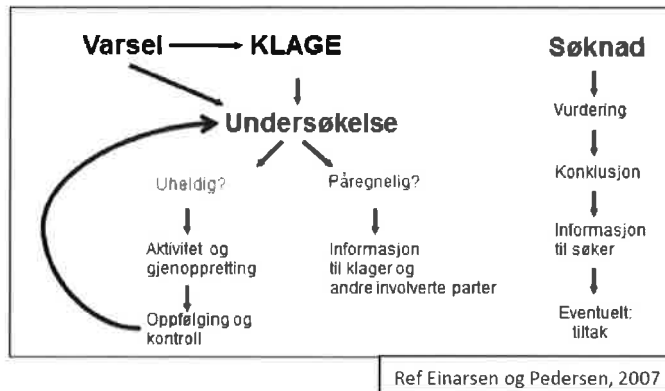 Varsel KLAGE
Undersøkelse
Uheldig? Påregnelig?
Aktivitet og
gjenoppretting
Informasjon
til klager og
andre involverte parter
Oppfølging og
kontroll
Søknad
Vurdering
Konklusjon
Informasjon
til søker
Eventuelt:
tiltak
Ref Einarsen og Pedersen, 2007